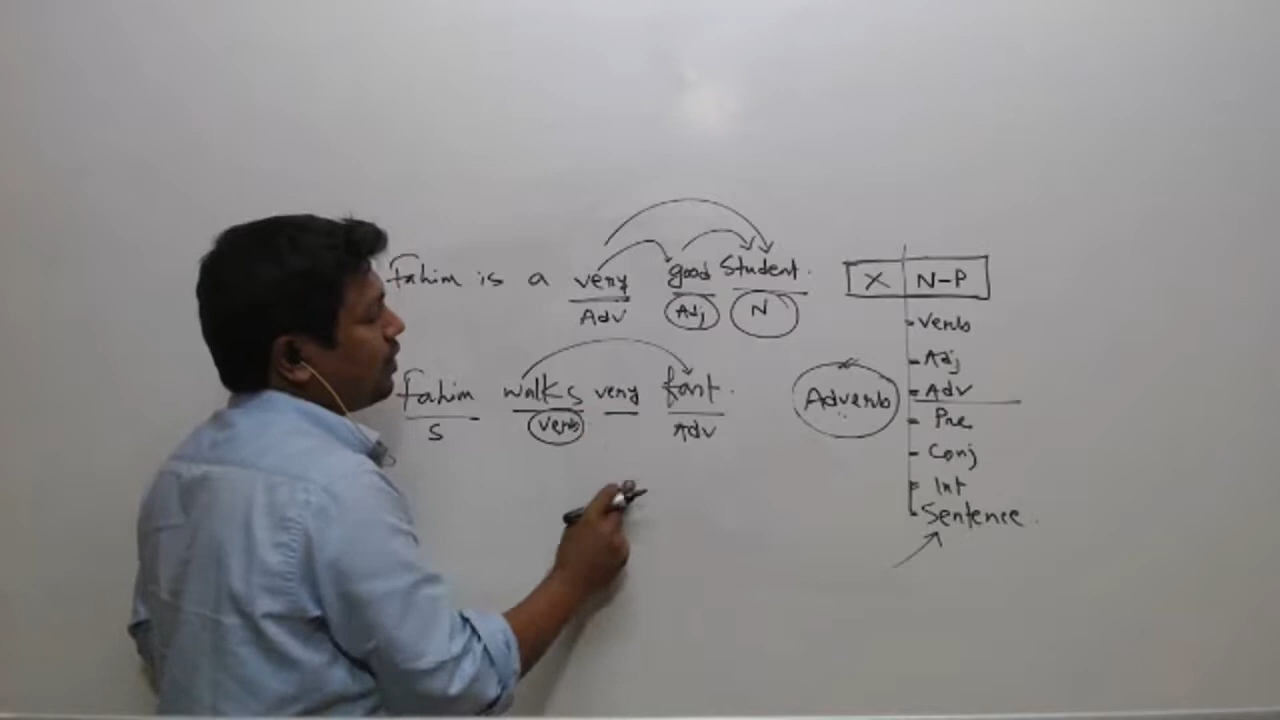 Fahim is a very good Student.
Adv Adj N
Fahim walks very fast.
S Verb Adv
X N-P
Verb
Adj
Adverb
Adv
Pre
Conj
Int
Sentence.